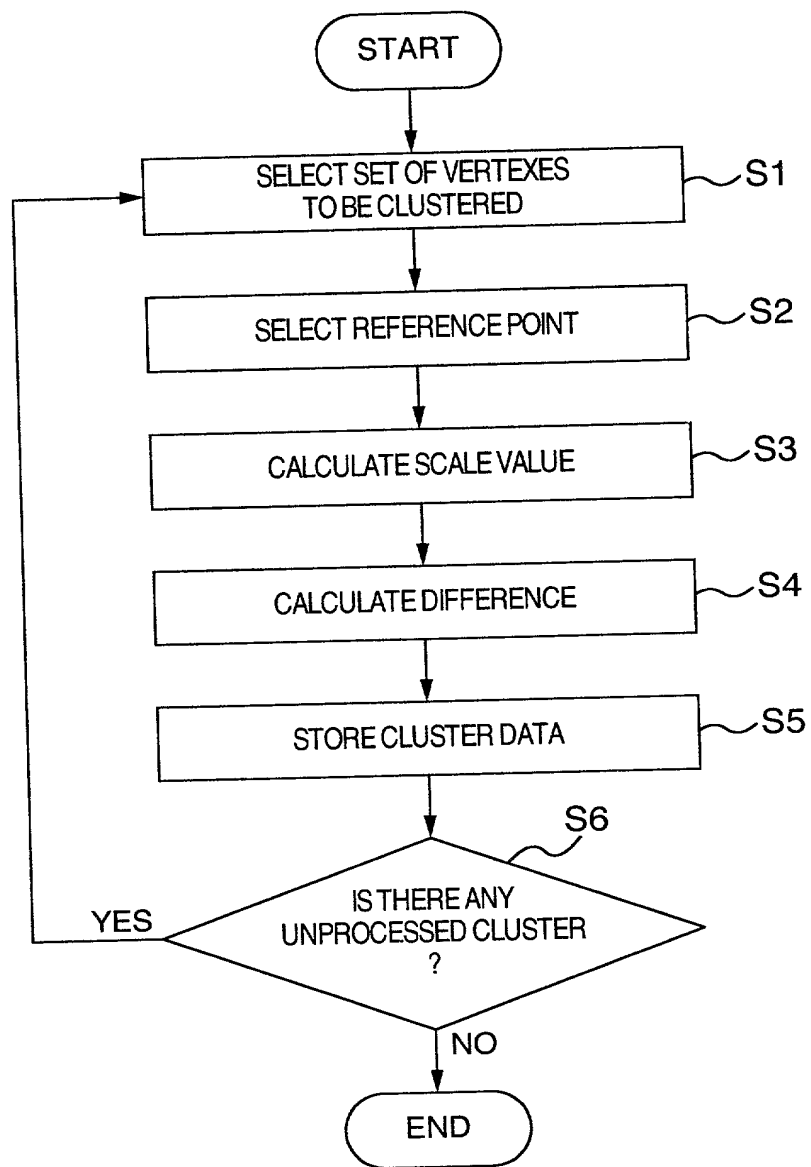 START
SELECT SET OF VERTEXES
TO BE CLUSTERED
S1
SELECT REFERENCE POINT
S2
CALCULATE SCALE VALUE
S3
CALCULATE DIFFERENCE
S4
STORE CLUSTER DATA
S5
S6
IS THERE ANY
UNPROCESSED CLUSTER
?
YES
NO
END